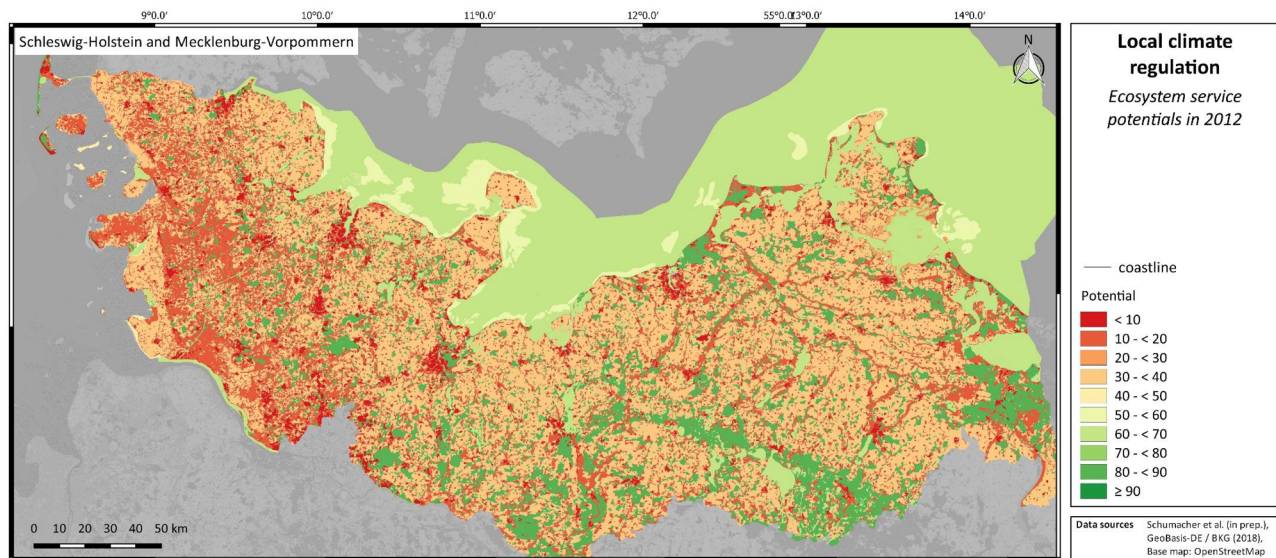 9°0.0' 10°0.0' 11°0.0' 12°0.0' 55°0.0' 13°0.0' 14°0.0'
Schleswig-Holstein and Mecklenburg-Vorpommern
N
0 10 20 30 40 50 km
Local climate
regulation
Ecosystem service
potentials in 2012
coastline
Potential
< 10
10 - < 20
20 - < 30
30 - < 40
40 - < 50
50 - < 60
60 - < 70
70 - < 80
80 - < 90
≥ 90
Data sources Schumacher et al. (in prep.),
GeoBasis-DE / BKG (2018),
Base map: OpenStreetMap